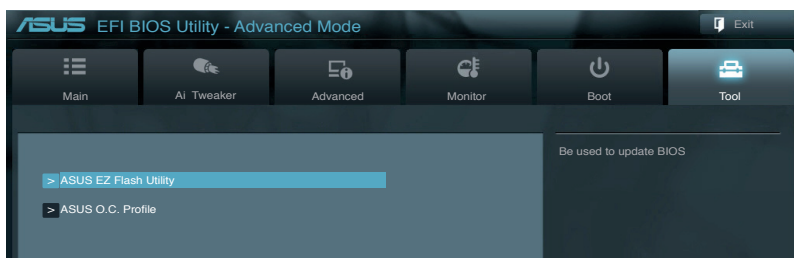 ASUS EFI BIOS Utility - Advanced Mode
Exit
Main
Ai Tweaker
Advanced
Monitor
Boot
Tool
> ASUS EZ Flash Utility
> ASUS O.C. Profile
Be used to update BIOS